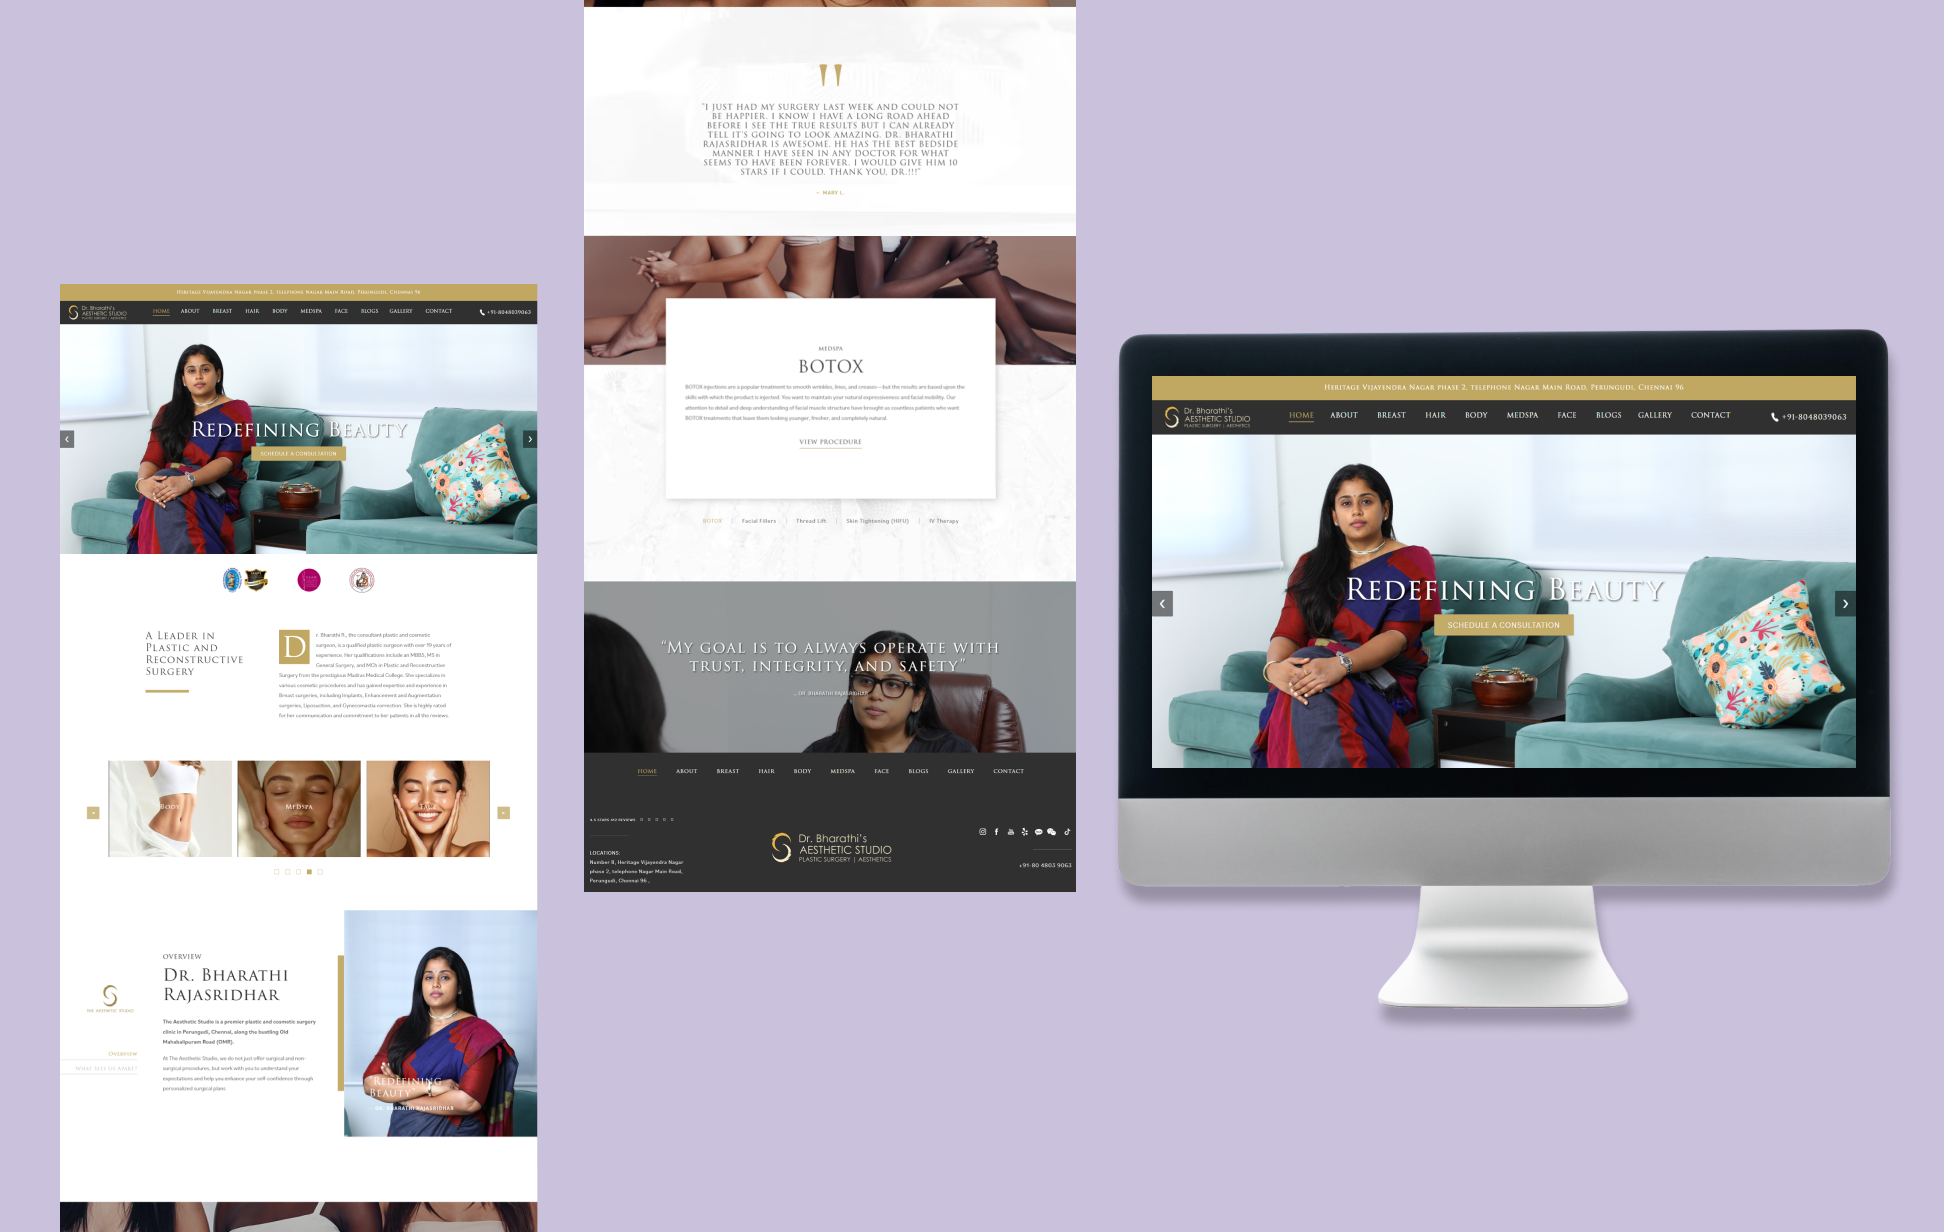 Heritage Vijayendra Nagar phase 2, telephone Nagar Main Road, Perungudi, Chennai 96
Dr. Bharathi's
AESTHETIC STUDIO
PLASTIC SURGERY | AESTHETICS
HOME ABOUT BREAST HAIR BODY MEDSPA FACE BLOGS GALLERY CONTACT
+91-8048039063
Redefining Beauty
SCHEDULE A CONSULTATION
A Leader in
Plastic and
Reconstructive
Surgery
D
r. Bharathi R., the consultant plastic and cosmetic
surgeon, is a qualified plastic surgeon with over 19 years of
experience. Her qualifications include an MBBS, MS in
General Surgery, and MCh in Plastic and Reconstructive
Surgery from the prestigious Madras Medical College. She specializes in
various cosmetic procedures and has gained expertise and experience in
Breast surgeries, including Implants, Enhancement and Augmentation
surgeries, Liposuction, and Gynecomastia correction. She is highly rated
for her communication and commitment to her patients in all the reviews.
Body
MedSpa
Face
THE AESTHETIC STUDIO
Overview
What Sets Us Apart?
OVERVIEW
Dr. Bharathi
Rajasridhar
The Aesthetic Studio is a premier plastic and cosmetic surgery
clinic in Perungudi, Chennai, along the bustling Old
Mahabalipuram Road (OMR).
At The Aesthetic Studio, we do not just offer surgical and non-
surgical procedures, but work with you to understand your
expectations and help you enhance your self-confidence through
personalized surgical plans
"Redefining
Beauty"
— DR. BHARATHI RAJASRIDHAR
"
"I JUST HAD MY SURGERY LAST WEEK AND COULD NOT
BE HAPPIER. I KNOW I HAVE A LONG ROAD AHEAD
BEFORE I SEE THE TRUE RESULTS BUT I CAN ALREADY
TELL IT'S GOING TO LOOK AMAZING. DR. BHARATHI
RAJASRIDHAR IS AWESOME. HE HAS THE BEST BEDSIDE
MANNER I HAVE SEEN IN ANY DOCTOR FOR WHAT
SEEMS TO HAVE BEEN FOREVER. I WOULD GIVE HIM 10
STARS IF I COULD. THANK YOU, DR.!!!"
– MARY L.
MEDSPA
BOTOX
BOTOX injections are a popular treatment to smooth wrinkles, lines, and creases—but the results are based upon the
skills with which the product is injected. You want to maintain your natural expressiveness and facial mobility. Our
attention to detail and deep understanding of facial muscle structure have brought us countless patients who want
BOTOX treatments that leave them looking younger, fresher, and completely natural.
VIEW PROCEDURE
BOTOX | Facial Fillers | Thread Lift | Skin Tightening (HIFU) | IV Therapy
"My goal is to always operate with
trust, integrity, and safety"
...DR. BHARATHI RAJASRIDHAR
HOME ABOUT BREAST HAIR BODY MEDSPA FACE BLOGS GALLERY CONTACT
LOCATIONS:
Number 8, Heritage Vijayendra Nagar
phase 2, telephone Nagar Main Road,
Perungudi, Chennai 96 ,
Dr. Bharathi's
AESTHETIC STUDIO
PLASTIC SURGERY | AESTHETICS
+91-80 4803 9063
Heritage Vijayendra Nagar phase 2, telephone Nagar Main Road, Perungudi, Chennai 96
Dr. Bharathi's
AESTHETIC STUDIO
PLASTIC SURGERY | AESTHETICS
HOME ABOUT BREAST HAIR BODY MEDSPA FACE BLOGS GALLERY CONTACT
+91-8048039063
Redefining Beauty
SCHEDULE A CONSULTATION